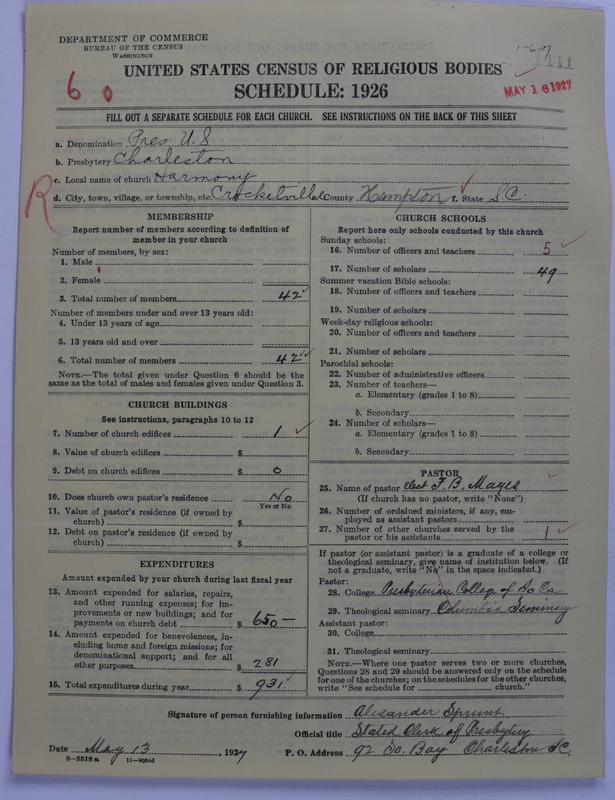 DEPARTMENT OF COMMERCE
BUREAU OF THE CENSUS
WASHINGTON
1-67
1111
UNITED STATES CENSUS OF RELIGIOUS BODIES
SCHEDULE: 1926
60
MAY 16 1927
FILL OUT A SEPARATE SCHEDULE FOR EACH CHURCH. SEE INSTRUCTIONS ON THE BACK OF THIS SHEET
a. Denomination Pres. U.S.
b. Presbytery Charleston
c. Local name of church Harmony
R
d. City, town, village, or township, etc. Crocketville e. County Hampton f. State S.C.
MEMBERSHIP
Report number of members according to definition of
member in your church
Number of members, by sex:
1. Male
2. Female
3. Total number of members 42
Number of members under and over 13 years old:
4. Under 13 years of age
5. 13 years old and over
6. Total number of members 42
NOTE.—The total given under Question 6 should be
same as the total of males and females given under Question 3.
CHURCH BUILDINGS
See instructions, paragraphs 10 to 12
7. Number of church edifices 1
8. Value of church edifices $
9. Debt on church edifices $ 0
10. Does church own pastor's residence No
Yes or No
11. Value of pastor's residence (if owned by
church) $
12. Debt on pastor's residence (if owned by
church) $
EXPENDITURES
Amount expended by your church during last fiscal year
13. Amount expended for salaries, repairs,
and other running expenses; for im-
provements or new buildings; and for
payments on church debt $ 650—
14. Amount expended for benevolences, in-
cluding home and foreign missions; for
denominational support; and for all
other purposes $ 281
15. Total expenditures during year $ 931
CHURCH SCHOOLS
Report here only schools conducted by this church
Sunday schools:
16. Number of officers and teachers 5
17. Number of scholars 49
Summer vacation Bible schools:
18. Number of officers and teachers
19. Number of scholars
Week-day religious schools:
20. Number of officers and teachers
21. Number of scholars
Parochial schools:
22. Number of administrative officers
23. Number of teachers—
a. Elementary (grades 1 to 8)
b. Secondary
24. Number of scholars—
a. Elementary (grades 1 to 8)
b. Secondary
PASTOR
25. Name of pastor elect F. B. Mayes
(If church has no pastor, write "None")
26. Number of ordained ministers, if any, em-
ployed as assistant pastors
27. Number of other churches served by the
pastor or his assistants 1
If pastor (or assistant pastor) is a graduate of a college or
theological seminary, give name of institution below. (If
not a graduate, write "No" in the space indicated.)
Pastor:
28. College Presbyterian College of So Ca
29. Theological seminary Columbia Seminary
Assistant pastor:
30. College
31. Theological seminary
NOTE.—Where one pastor serves two or more churches,
Questions 28 and 29 should be answered only on the schedule
for one of the churches; on the schedules for the other churches,
write "See schedule for church."
Signature of person furnishing information Alexander Sprunt
Official title Stated Clerk of Presbytery
Date May 13, 1927 P. O. Address 92 So. Bay Charleston S.C.
8-5518 a 11-9034d